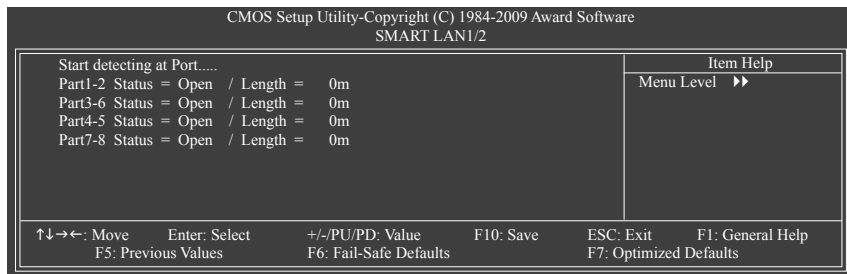 CMOS Setup Utility-Copyright (C) 1984-2009 Award Software
SMART LAN1/2
Start detecting at Port.....
Part1-2 Status = Open / Length = 0m
Part3-6 Status = Open / Length = 0m
Part4-5 Status = Open / Length = 0m
Part7-8 Status = Open / Length = 0m
Item Help
Menu Level ▶▶
↑↓→←: Move Enter: Select +/-/PU/PD: Value F10: Save ESC: Exit F1: General Help
F5: Previous Values F6: Fail-Safe Defaults F7: Optimized Defaults